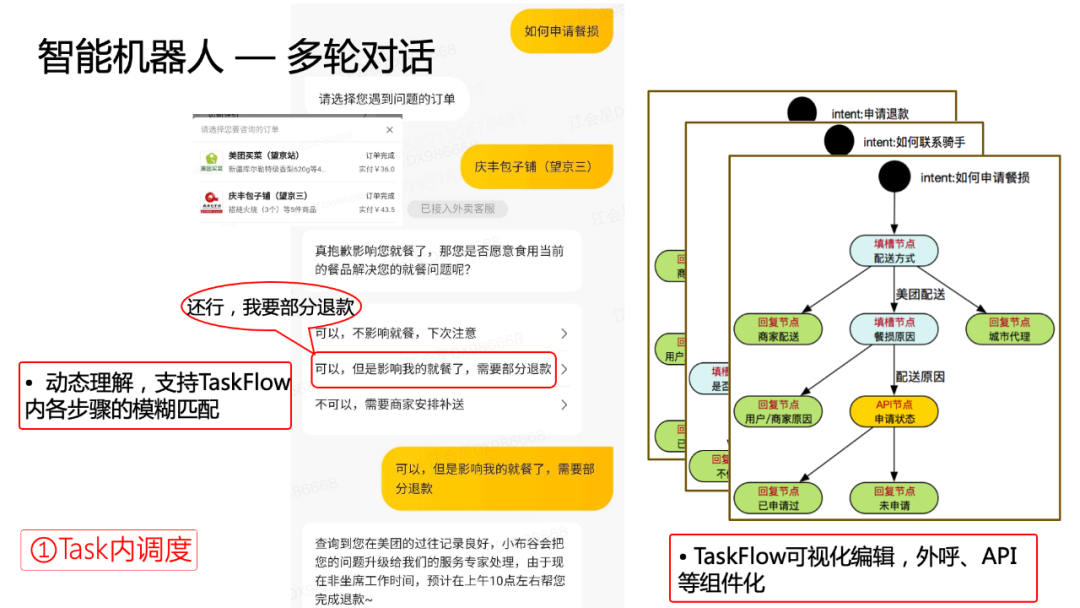 智能机器人 — 多轮对话
如何申请餐损
请选择您遇到问题的订单
请选择您要咨询的订单
美团买菜（望京站）
订单完成
新疆库尔勒特级香梨620g等4...
实付￥36.0
庆丰包子铺（望京三）
订单完成
褡裢火烧（3个）等5件商品
实付￥43.5
庆丰包子铺（望京三）
已接入外卖客服
真抱歉影响您就餐了，那您是否愿意食用当前
的餐品解决您的就餐问题呢?
还行，我要部分退款
可以，不影响就餐，下次注意
可以，但是影响我的就餐了，需要部分退款
不可以，需要商家安排补送
• 动态理解，支持TaskFlow
内各步骤的模糊匹配
可以，但是影响我的就餐了，需要部
分退款
①Task内调度
查询到您在美团的过往记录良好，小布谷会把
您的问题升级给我们的服务专家处理，由于现
在非坐席工作时间，预计在上午10点左右帮您
完成退款~
intent:申请退款
intent:如何联系骑手
intent:如何申请餐损
填槽节点
配送方式
美团配送
回复节点
商家配送
填槽节点
餐损原因
回复节点
城市代理
配送原因
回复节点
用户/商家原因
API节点
申请状态
回复节点
已申请过
回复节点
未申请
• TaskFlow可视化编辑，外呼、API
等组件化